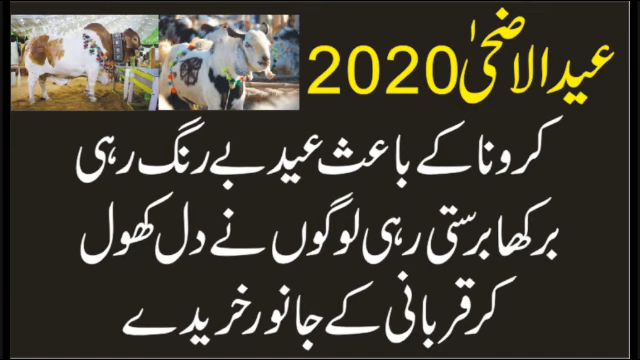 عیدالاضحیٰ 2020
کرونا کے باعث عید بے رنگ رہی
برکھا برستی رہی لوگوں نے دل کھول
کر قربانی کے جانور خریدے